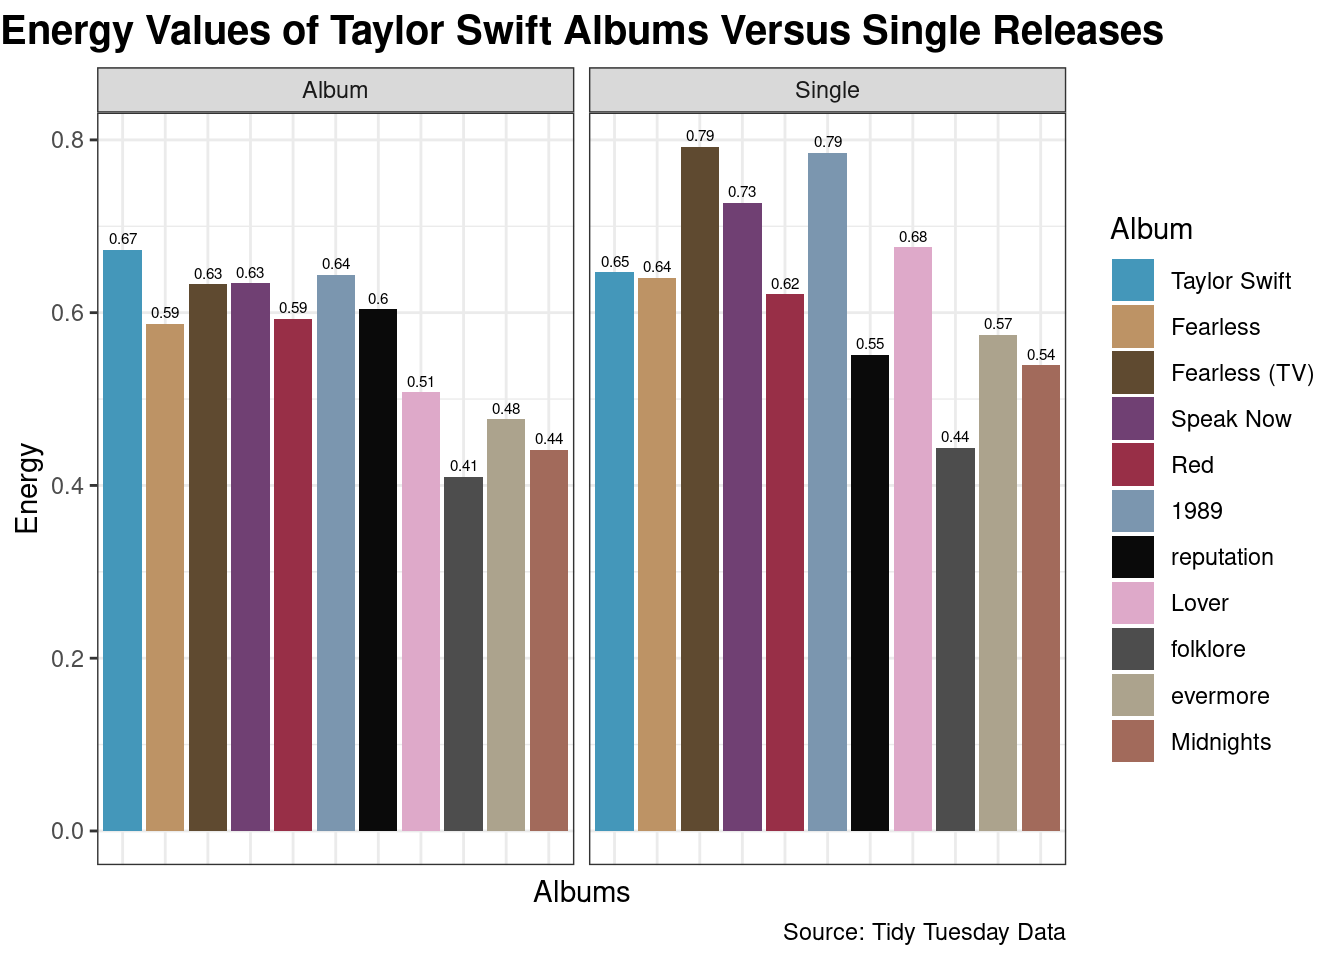 Energy Values of Taylor Swift Albums Versus Single Releases
Album
Single
0.8
0.6
0.4
0.2
0.0
Energy
0.67
0.59
0.63
0.63
0.59
0.64
0.6
0.51
0.41
0.48
0.44
0.65
0.64
0.79
0.73
0.62
0.79
0.55
0.68
0.44
0.57
0.54
Albums
Album
Taylor Swift
Fearless
Fearless (TV)
Speak Now
Red
1989
reputation
Lover
folklore
evermore
Midnights
Source: Tidy Tuesday Data